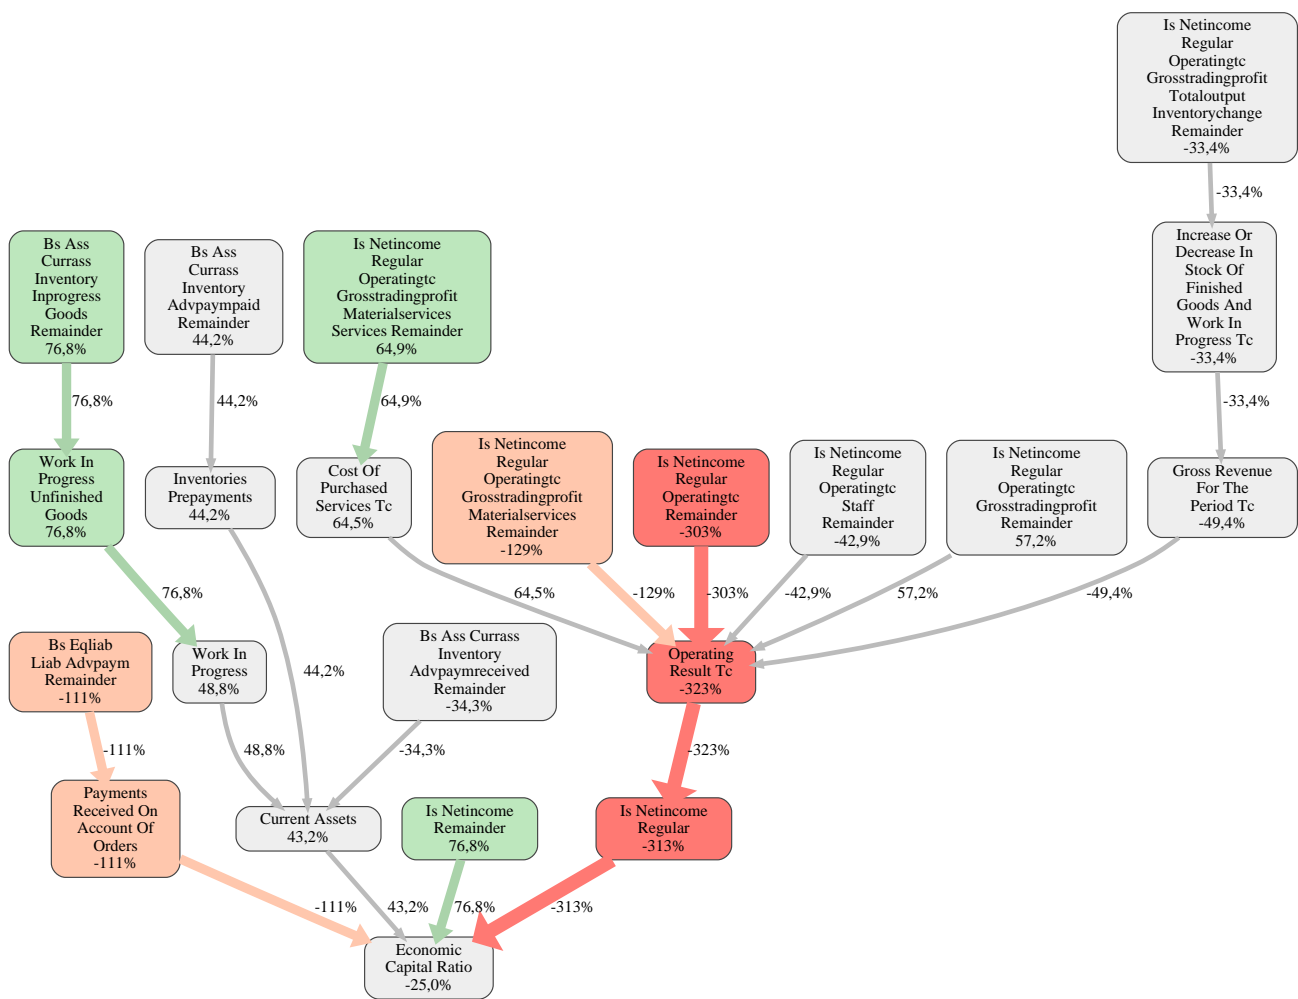 Is Netincome
Regular
Operatingtc
Grosstradingprofit
Totaloutput
Inventorychange
Remainder
-33,4%
-33,4%
Bs Ass
Currass
Inventory
Inprogress
Goods
Remainder
76,8%
Bs Ass
Currass
Inventory
Advpaympaid
Remainder
44,2%
Is Netincome
Regular
Operatingtc
Grosstradingprofit
Materialservices
Services Remainder
64,9%
Increase Or
Decrease In
Stock Of
Finished
Goods And
Work In
Progress Tc
-33,4%
76,8%
44,2%
64,9%
-33,4%
Work In
Progress
Unfinished
Goods
76,8%
Inventories
Prepayments
44,2%
Cost Of
Purchased
Services Tc
64,5%
Is Netincome
Regular
Operatingtc
Grosstradingprofit
Materialservices
Remainder
-129%
Is Netincome
Regular
Operatingtc
Remainder
-303%
Is Netincome
Regular
Operatingtc
Staff
Remainder
-42,9%
Is Netincome
Regular
Operatingtc
Grosstradingprofit
Remainder
57,2%
Gross Revenue
For The
Period Tc
-49,4%
76,8%
64,5%
-129%
-303%
-42,9%
57,2%
-49,4%
Bs Eqliab
Liab Advpaym
Remainder
-111%
Work In
Progress
48,8%
44,2%
Bs Ass Currass
Inventory
Advpaymreceived
Remainder
-34,3%
Operating
Result Tc
-323%
-111%
48,8%
-34,3%
-323%
Payments
Received On
Account Of
Orders
-111%
Current Assets
43,2%
Is Netincome
Remainder
76,8%
Is Netincome
Regular
-313%
-111%
43,2%
76,8%
-313%
Economic
Capital Ratio
-25,0%